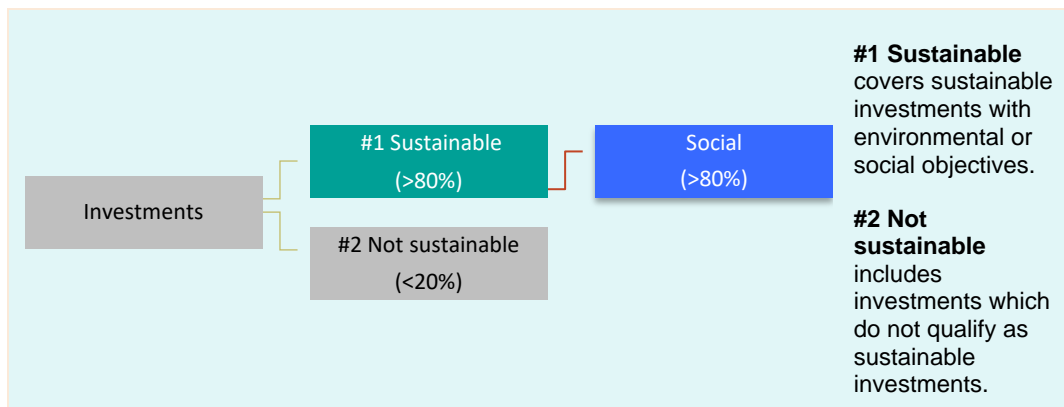 Investments
#1 Sustainable
(>80%)
#2 Not sustainable
(<20%)
Social
(>80%)
#1 Sustainable
covers sustainable
investments with
environmental or
social objectives.
#2 Not
sustainable
includes
investments which
do not qualify as
sustainable
investments.